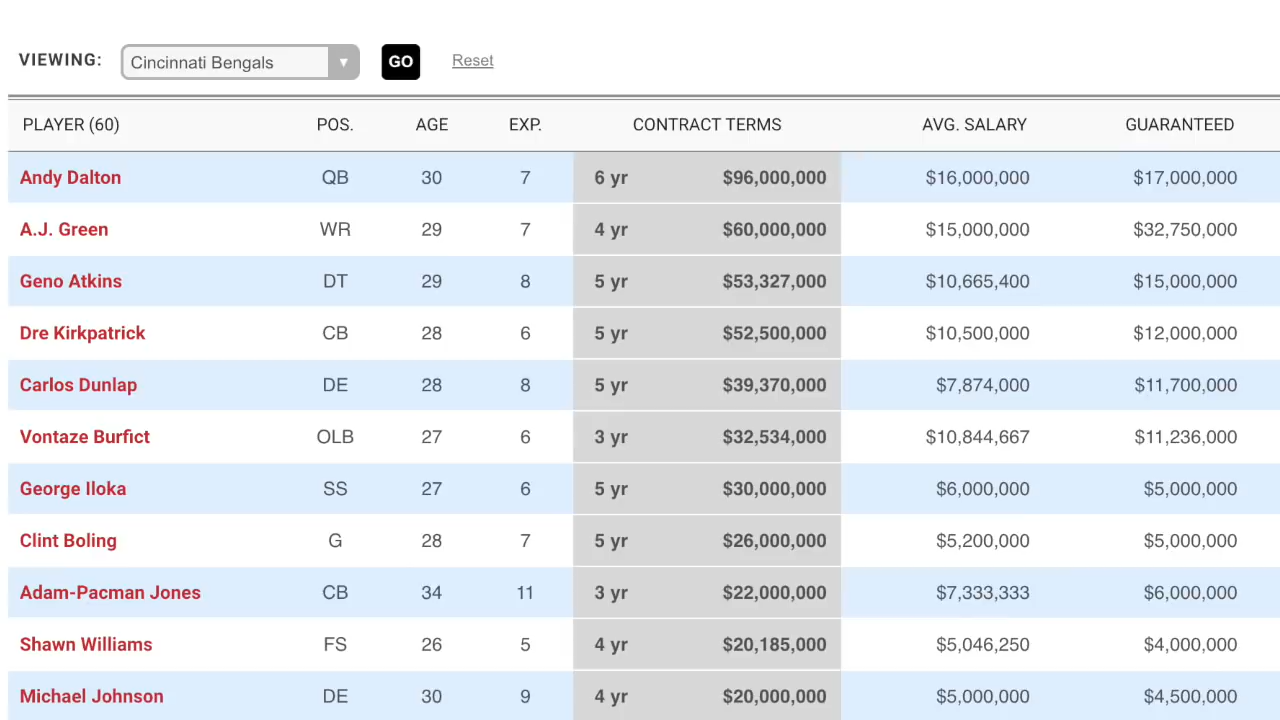 VIEWING: Cincinnati Bengals ▼ GO Reset
PLAYER (60) POS. AGE EXP. CONTRACT TERMS AVG. SALARY GUARANTEED
Andy Dalton QB 30 7 6 yr $96,000,000 $16,000,000 $17,000,000
A.J. Green WR 29 7 4 yr $60,000,000 $15,000,000 $32,750,000
Geno Atkins DT 29 8 5 yr $53,327,000 $10,665,400 $15,000,000
Dre Kirkpatrick CB 28 6 5 yr $52,500,000 $10,500,000 $12,000,000
Carlos Dunlap DE 28 8 5 yr $39,370,000 $7,874,000 $11,700,000
Vontaze Burfict OLB 27 6 3 yr $32,534,000 $10,844,667 $11,236,000
George Iloka SS 27 6 5 yr $30,000,000 $6,000,000 $5,000,000
Clint Boling G 28 7 5 yr $26,000,000 $5,200,000 $5,000,000
Adam-Pacman Jones CB 34 11 3 yr $22,000,000 $7,333,333 $6,000,000
Shawn Williams FS 26 5 4 yr $20,185,000 $5,046,250 $4,000,000
Michael Johnson DE 30 9 4 yr $20,000,000 $5,000,000 $4,500,000